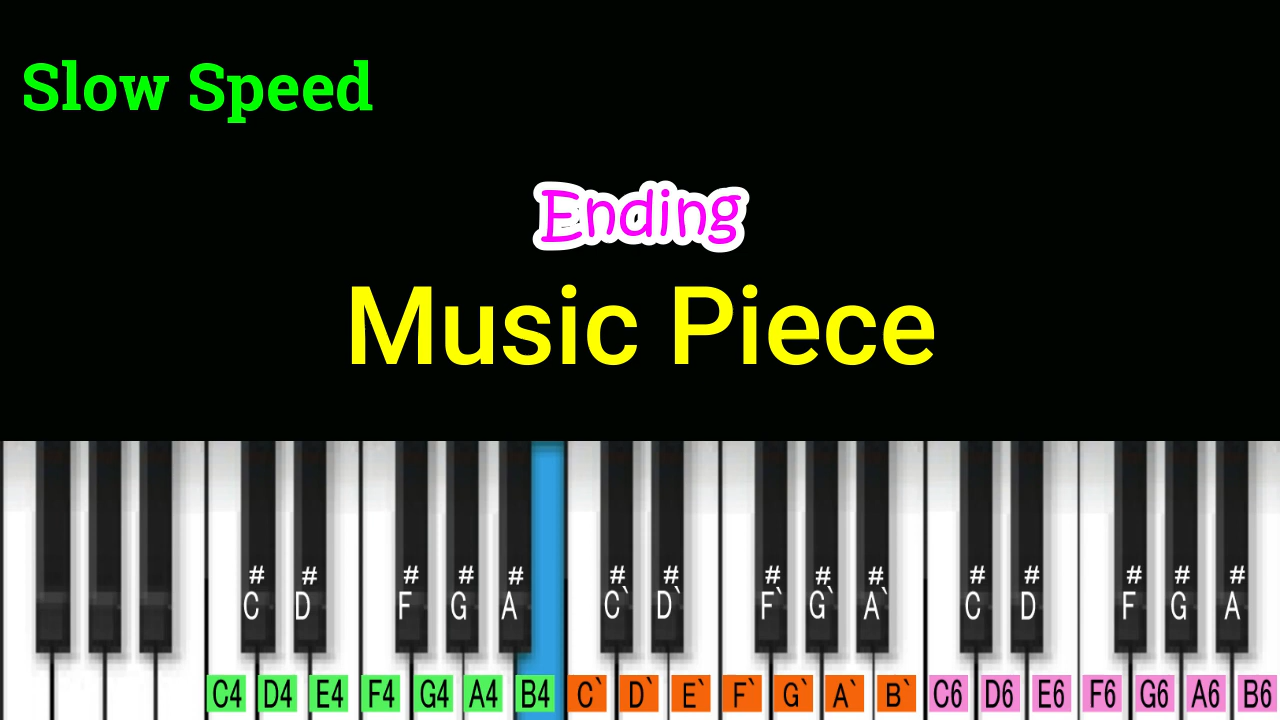 Slow Speed
Ending
Music Piece
# # # # # # # # # # # # # # #
C D F G A C` D` F` G` A` C D F G A
C4 D4 E4 F4 G4 A4 B4 C` D` E` F` G` A` B` C6 D6 E6 F6 G6 A6 B6